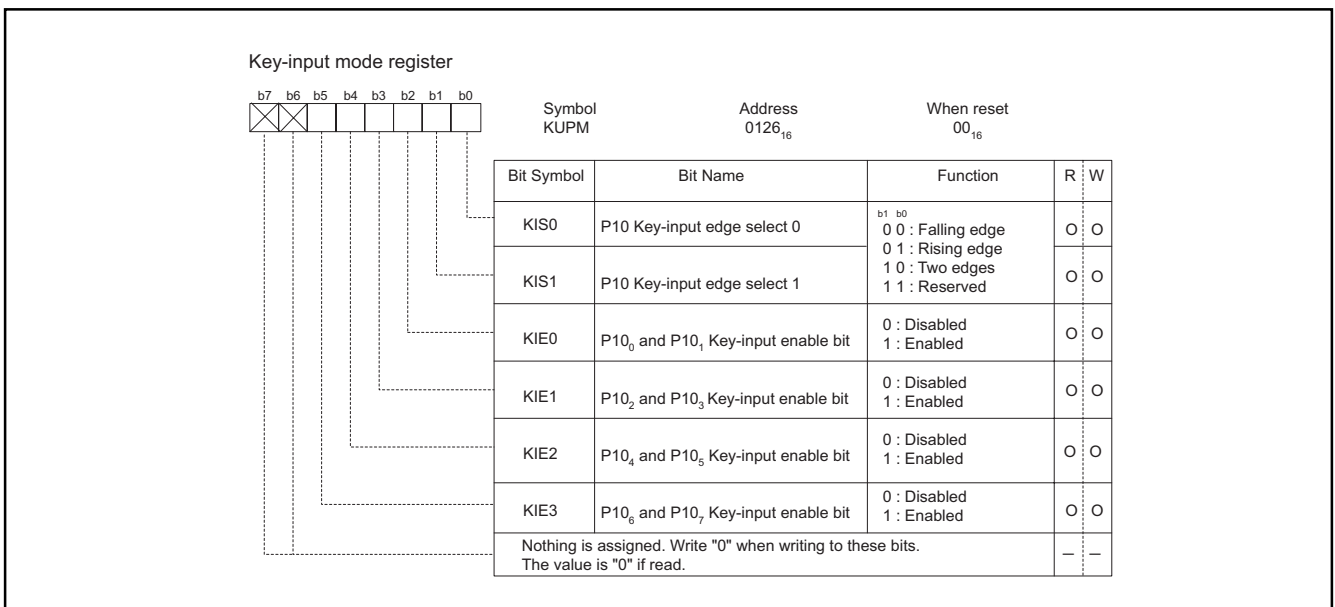 Key-input mode register
b7 b6 b5 b4 b3 b2 b1 b0
Symbol Address When reset
KUPM 0126₁₆ 00₁₆
Bit Symbol Bit Name Function R W
KIS0 P10 Key-input edge select 0 O O
b1 b0
0 0 : Falling edge
0 1 : Rising edge
1 0 : Two edges
1 1 : Reserved
KIS1 P10 Key-input edge select 1 O O
KIE0 P10₀ and P10₁ Key-input enable bit O O
0 : Disabled
1 : Enabled
KIE1 P10₂ and P10₃ Key-input enable bit O O
0 : Disabled
1 : Enabled
KIE2 P10₄ and P10₅ Key-input enable bit O O
0 : Disabled
1 : Enabled
KIE3 P10₆ and P10₇ Key-input enable bit O O
0 : Disabled
1 : Enabled
Nothing is assigned. Write "0" when writing to these bits. – –
The value is "0" if read.